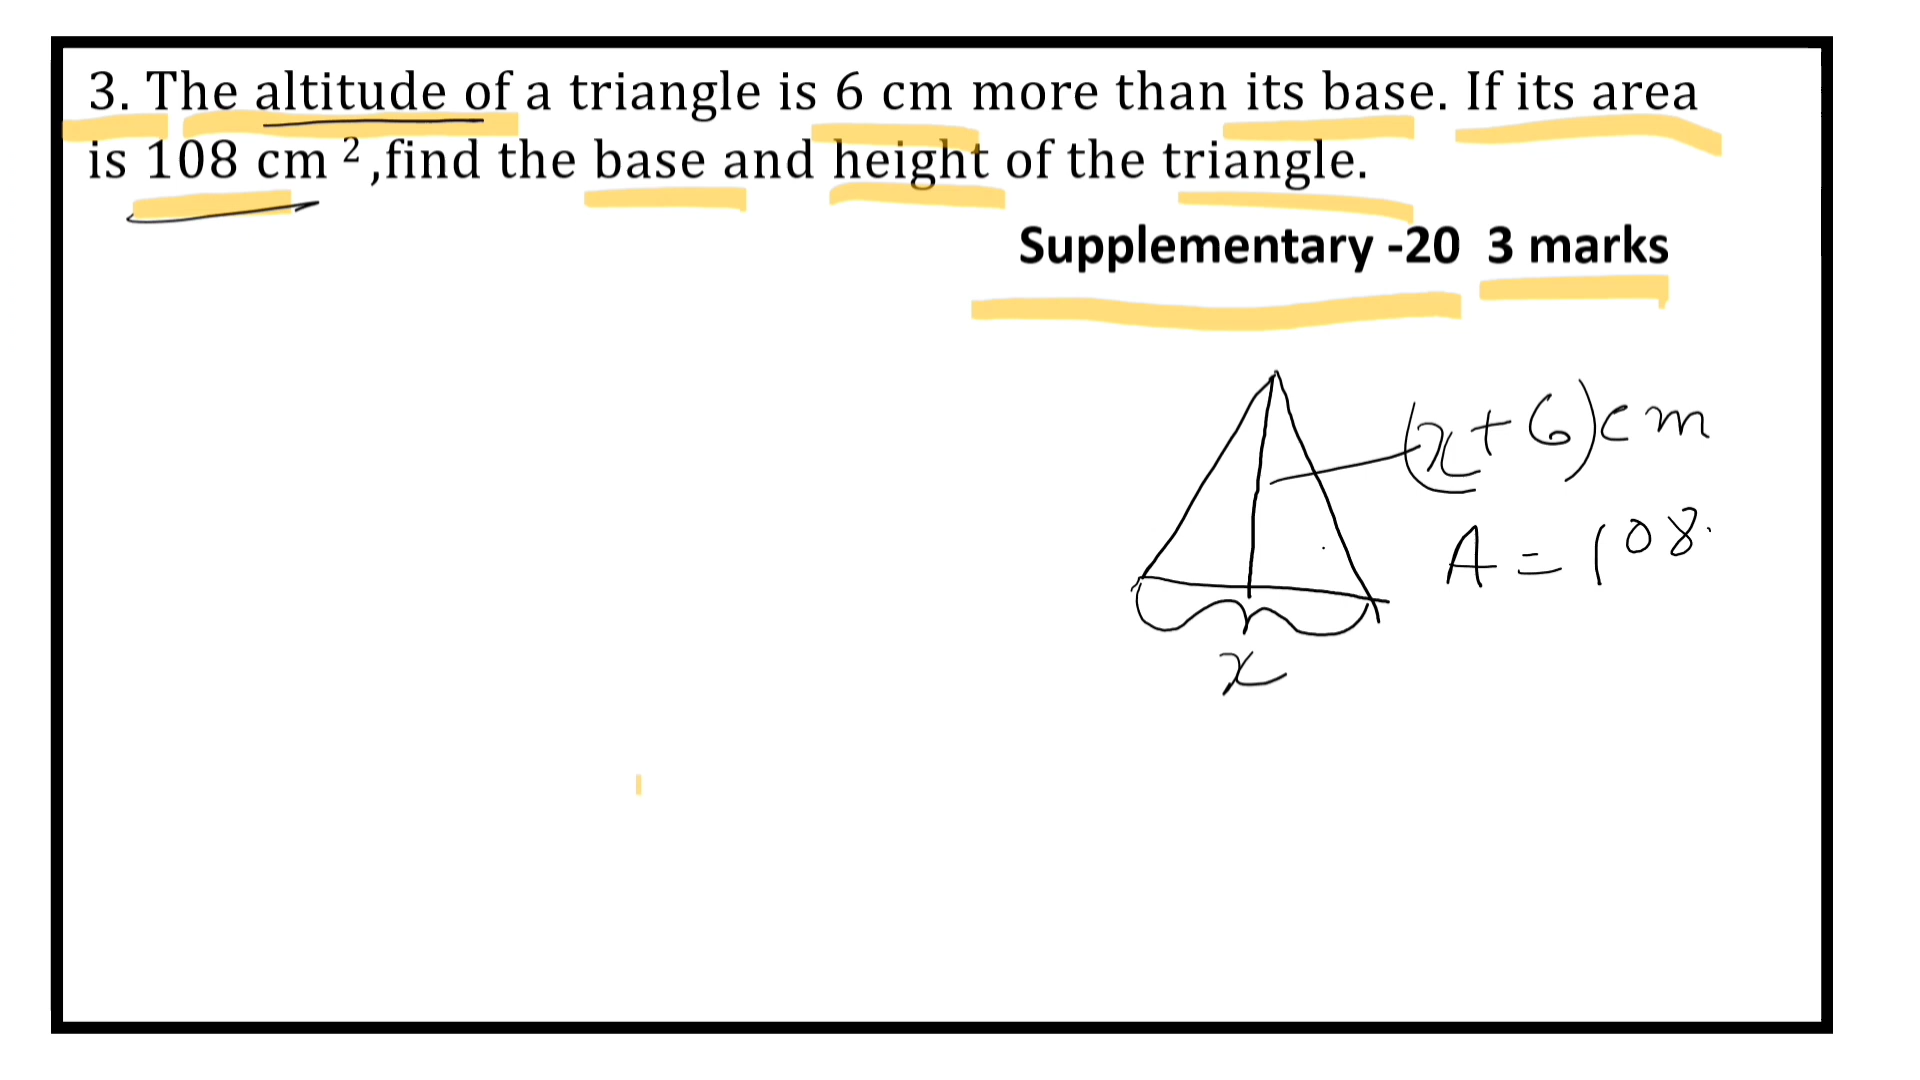 3. The altitude of a triangle is 6 cm more than its base. If its area
is 108 cm ²,find the base and height of the triangle.
Supplementary -20 3 marks
(x+6)cm
A=108.
x